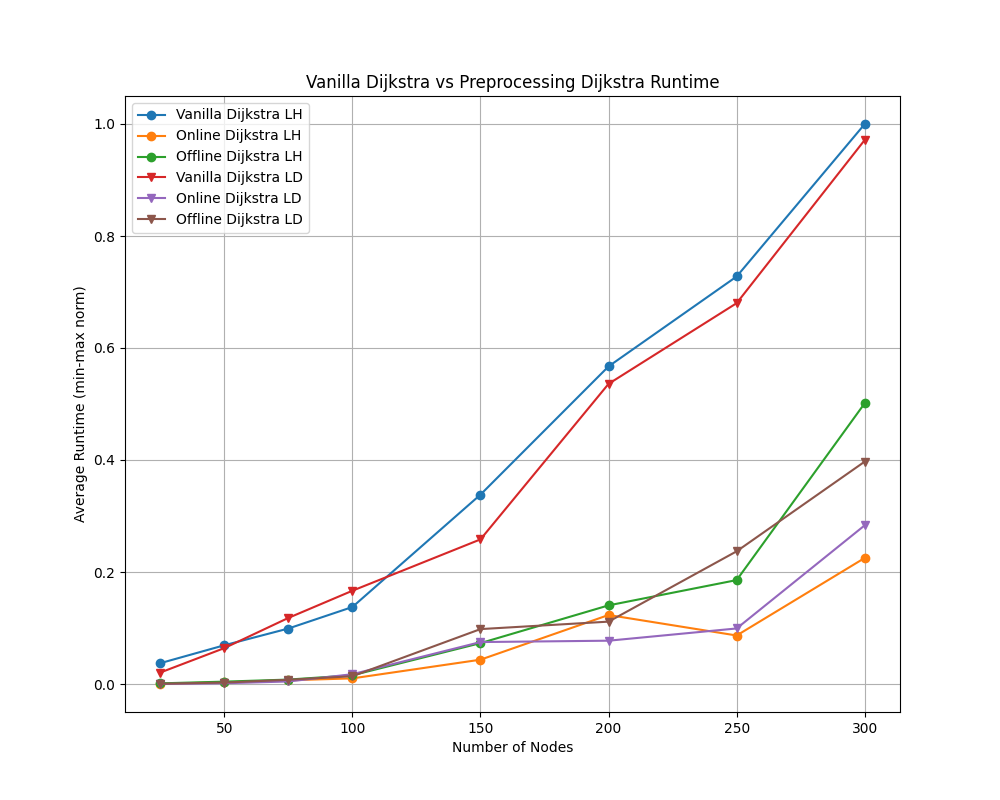 Vanilla Dijkstra vs Preprocessing Dijkstra Runtime
Vanilla Dijkstra LH
Online Dijkstra LH
Offline Dijkstra LH
Vanilla Dijkstra LD
Online Dijkstra LD
Offline Dijkstra LD
Average Runtime (min-max norm)
1.0
0.8
0.6
0.4
0.2
0.0
50 100 150 200 250 300
Number of Nodes